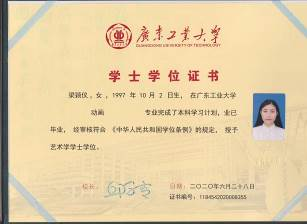 广东工业大学
GUANGDONG UNIVERSITY OF TECHNOLOGY
学士学位证书
梁颖仪,女,1997 年 10 月 2 日生,在广东工业大学
动画 专业完成了本科学习计划,业已
毕业,经审核符合《中华人民共和国学位条例》的规定,授予
艺术学学士学位。
校长:
日期:二〇二〇年六月二十八日
证书编号:1184542020008355